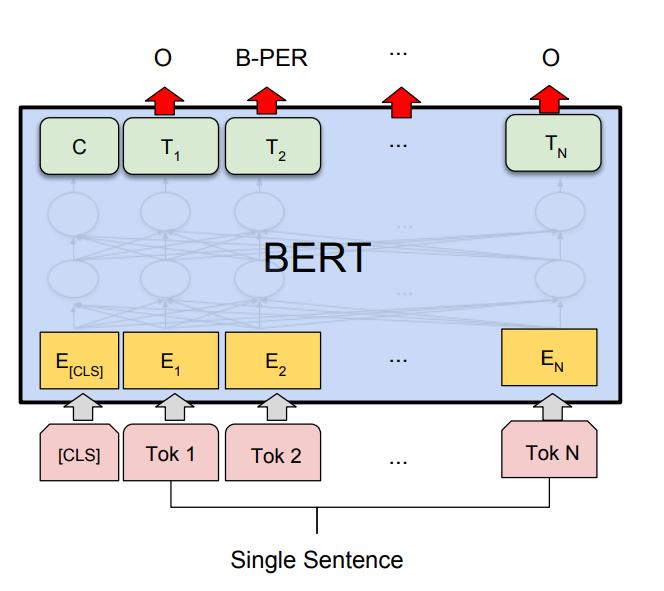 O B-PER ... O
C T1 T2 ... TN
...
BERT
...
E[CLS] E1 E2 ... EN
[CLS] Tok 1 Tok 2 ... Tok N
Single Sentence